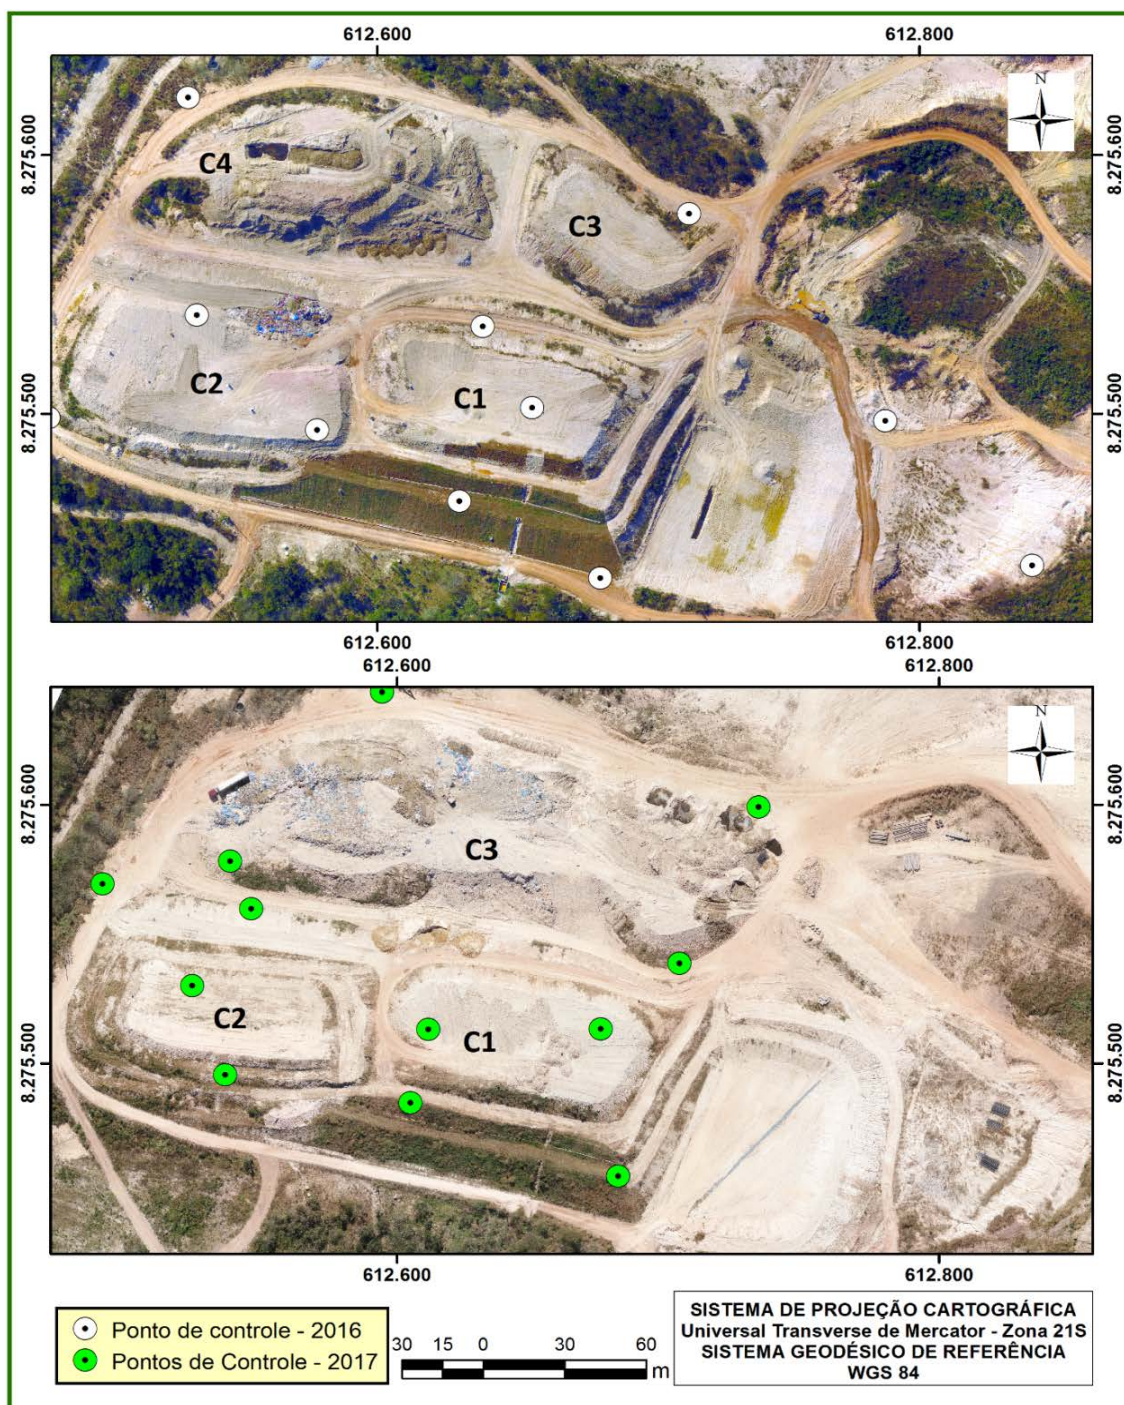 612.600 612.800
N
8.275.600 8.275.600
C4
C3
C2
C1
8.275.500 8.275.500
612.600 612.800
612.600 612.800
N
8.275.600 8.275.600
C3
C2
C1
8.275.500 8.275.500
612.600 612.800
Ponto de controle - 2016
Pontos de Controle - 2017
30 15 0 30 60
m
SISTEMA DE PROJEÇÃO CARTOGRÁFICA
Universal Transverse de Mercator - Zona 21S
SISTEMA GEODÉSICO DE REFERÊNCIA
WGS 84